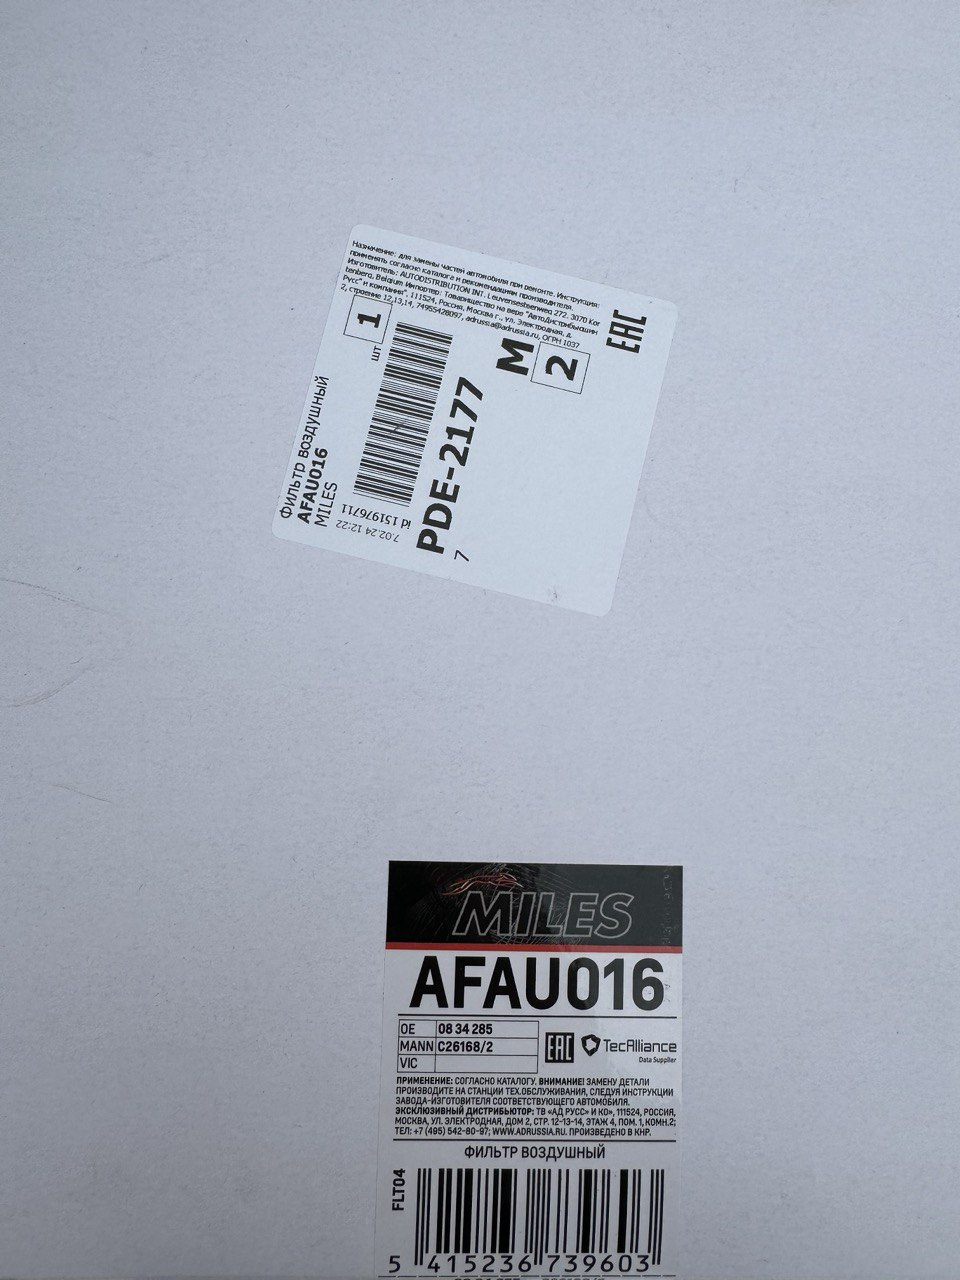 Назначение: для замены частей автомобиля при ремонте. Инструкция:
применять согласно каталога и рекомендациям производителя.
Изготовитель: AUTODISTRIBUTION INT. Leuvensesteenweg 272, 3070 Kor
tenberg, Belgium Импортер: Товарищество на вере "АвтоДистрибьюшин
Русс" и компания", 111524, Россия, Москва г., ул. Электродная, д.
2, строение 12,13,14, 74955428097, adrussia@adrussia.ru, ОГРН 1037
ФИЛЬТР ВОЗДУШНЫЙ
AFAU016
MILES
1
шт
id 151976711
7.02.24 12:22
PDE-2177
7
M
2
EAC
MILES
AFAU016
OE 08 34 285
MANN C26168/2
VIC
EAC TecAlliance
Data Supplier
ПРИМЕНЕНИЕ: СОГЛАСНО КАТАЛОГУ. ВНИМАНИЕ! ЗАМЕНУ ДЕТАЛИ
ПРОИЗВОДИТЕ НА СТАНЦИИ ТЕХ.ОБСЛУЖИВАНИЯ, СЛЕДУЯ ИНСТРУКЦИИ
ЗАВОДА-ИЗГОТОВИТЕЛЯ СООТВЕТСТВУЮЩЕГО АВТОМОБИЛЯ.
ЭКСКЛЮЗИВНЫЙ ДИСТРИБЬЮТОР: ТВ «АД РУСС» И КО», 111524, РОССИЯ,
МОСКВА, УЛ. ЭЛЕКТРОДНАЯ, ДОМ 2, СТР. 12-13-14, ЭТАЖ 4, ПОМ. 1, КОМН.2;
ТЕЛ: +7 (495) 542-80-97; WWW.ADRUSSIA.RU. ПРОИЗВЕДЕНО В КНР.
ФИЛЬТР ВОЗДУШНЫЙ
FLT04
5 415236 739603